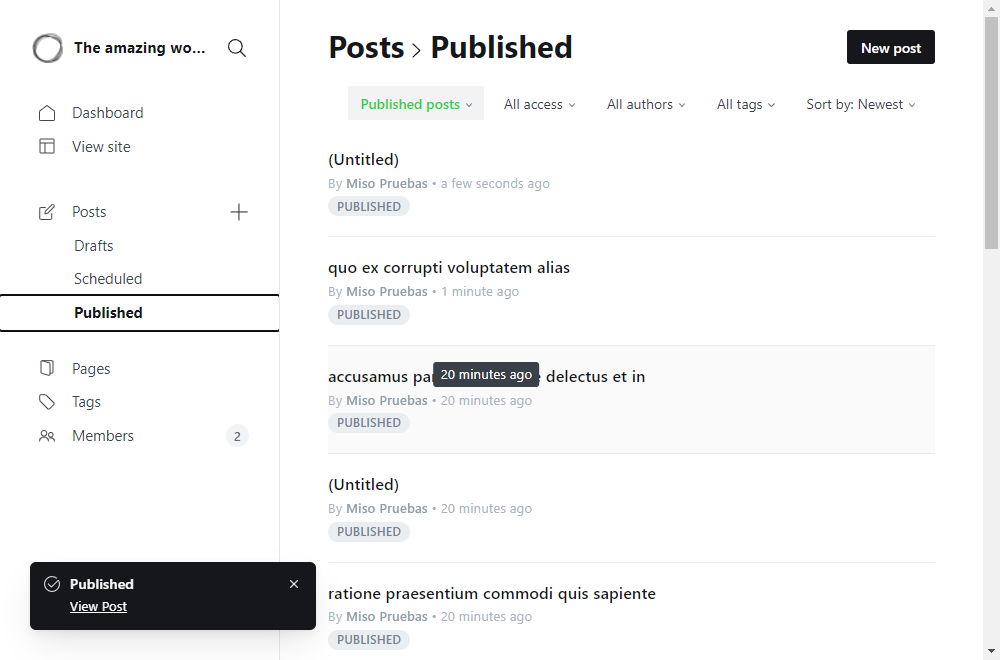 The amazing wo...
Dashboard
View site
Posts
Drafts
Scheduled
Published
Pages
Tags
Members 2
Published
View Post
Posts › Published
New post
Published posts
All access
All authors
All tags
Sort by: Newest
(Untitled)
By Miso Pruebas • a few seconds ago
PUBLISHED
quo ex corrupti voluptatem alias
By Miso Pruebas • 1 minute ago
PUBLISHED
20 minutes ago
accusamus delectus et in
By Miso Pruebas • 20 minutes ago
PUBLISHED
(Untitled)
By Miso Pruebas • 20 minutes ago
PUBLISHED
ratione praesentium commodi quis sapiente
By Miso Pruebas • 20 minutes ago
PUBLISHED